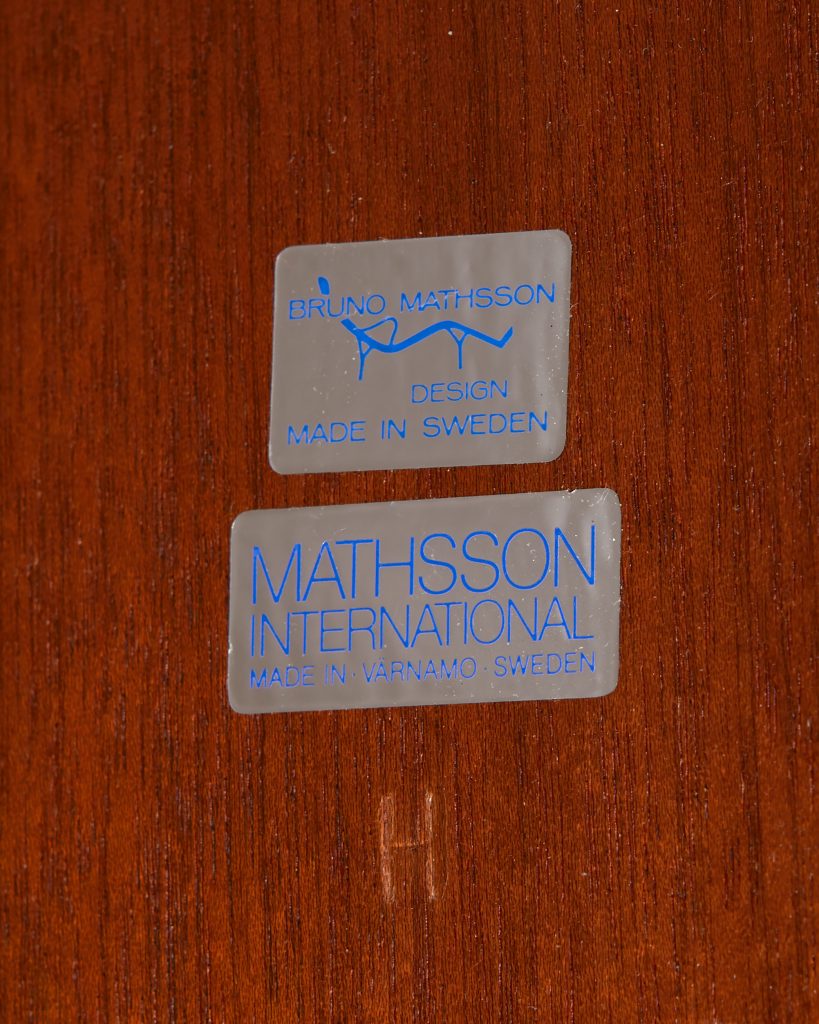 BRUNO MATHSSON
DESIGN
MADE IN SWEDEN
MATHSSON
INTERNATIONAL
MADE IN · VÄRNAMO · SWEDEN
H